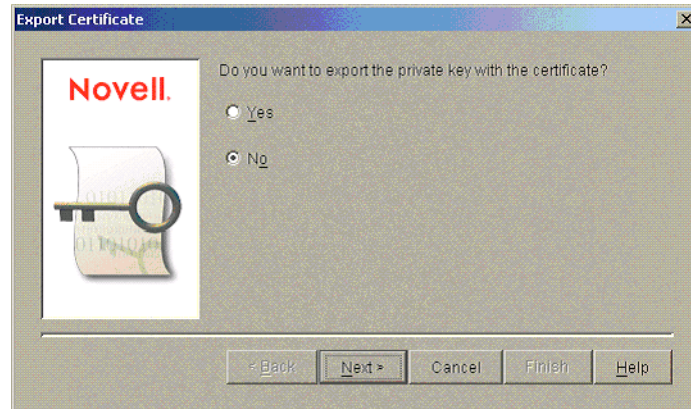 Export Certificate
Novell.
Do you want to export the private key with the certificate?
Yes
No
< Back
Next >
Cancel
Finish
Help